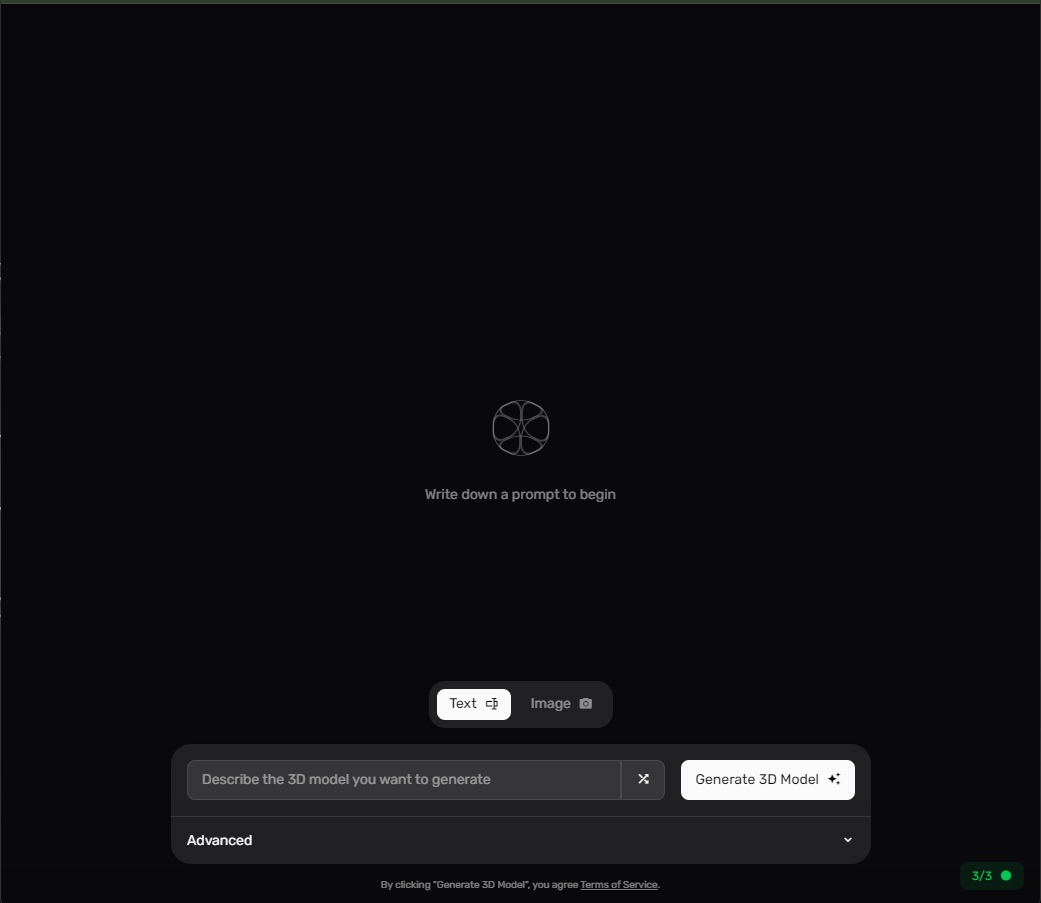 Write down a prompt to begin
Text
Image
Describe the 3D model you want to generate
Generate 3D Model
Advanced
By clicking "Generate 3D Model", you agree Terms of Service.
3/3